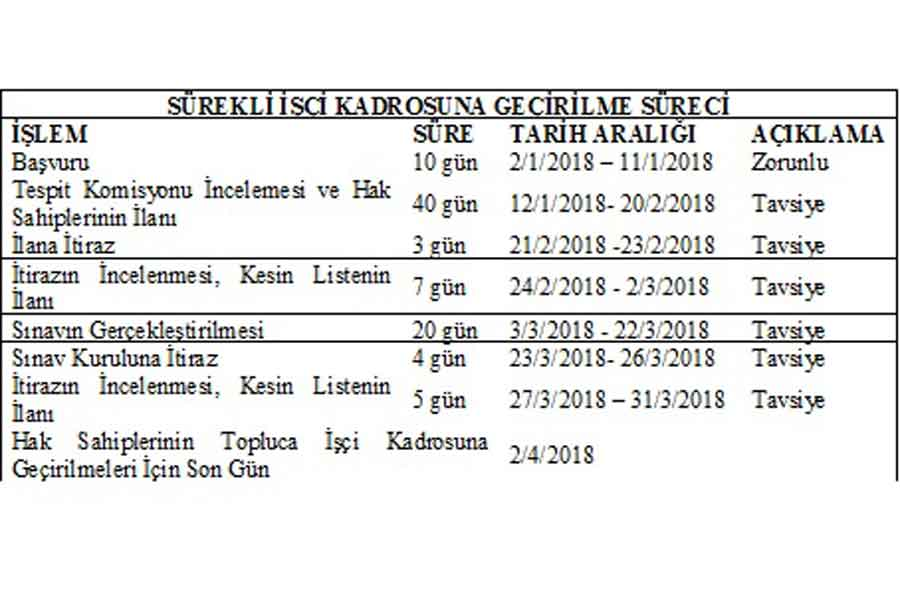 SÜREKLİ İŞÇİ KADROSUNA GEÇİRİLME SÜRECİ
İŞLEM SÜRE TARİH ARALIĞI AÇIKLAMA
Başvuru 10 gün 2/1/2018 – 11/1/2018 Zorunlu
Tespit Komisyonu İncelemesi ve Hak
Sahiplerinin İlanı 40 gün 12/1/2018- 20/2/2018 Tavsiye
İlana İtiraz 3 gün 21/2/2018 -23/2/2018 Tavsiye
İtirazın İncelenmesi, Kesin Listenin
İlanı 7 gün 24/2/2018 - 2/3/2018 Tavsiye
Sınavın Gerçekleştirilmesi 20 gün 3/3/2018 - 22/3/2018 Tavsiye
Sınav Kuruluna İtiraz 4 gün 23/3/2018- 26/3/2018 Tavsiye
İtirazın İncelenmesi, Kesin Listenin
İlanı 5 gün 27/3/2018 – 31/3/2018 Tavsiye
Hak Sahiplerinin Topluca İşçi Kadrosuna
Geçirilmeleri İçin Son Gün 2/4/2018